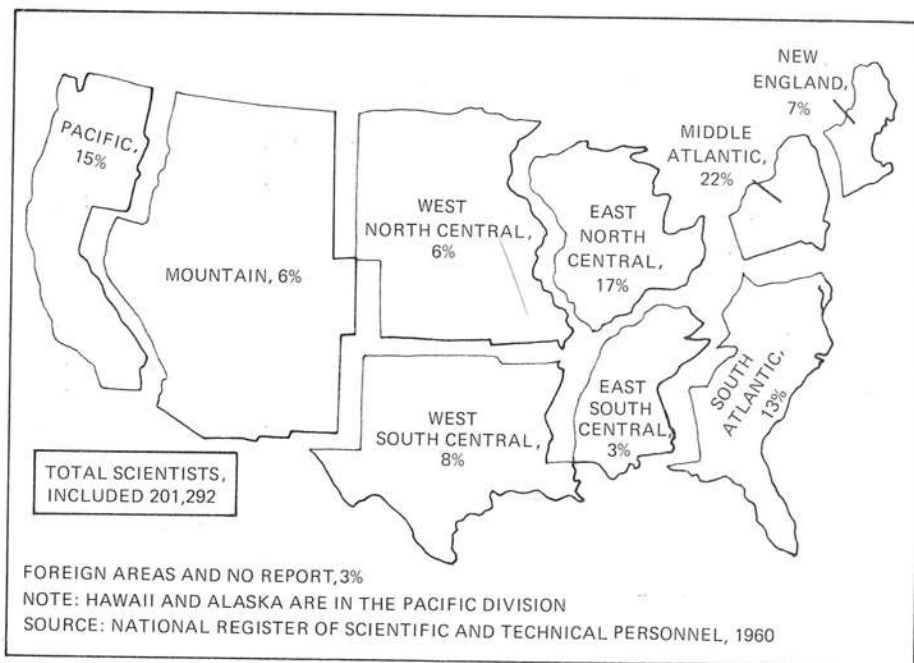 NEW
ENGLAND,
7%
MIDDLE
ATLANTIC,
22%
PACIFIC,
15%
WEST
NORTH CENTRAL,
6%
EAST
NORTH
CENTRAL,
17%
MOUNTAIN, 6%
SOUTH
ATLANTIC,
13%
WEST
SOUTH CENTRAL,
8%
EAST
SOUTH
CENTRAL,
3%
TOTAL SCIENTISTS,
INCLUDED 201,292
FOREIGN AREAS AND NO REPORT,3%
NOTE: HAWAII AND ALASKA ARE IN THE PACIFIC DIVISION
SOURCE: NATIONAL REGISTER OF SCIENTIFIC AND TECHNICAL PERSONNEL, 1960